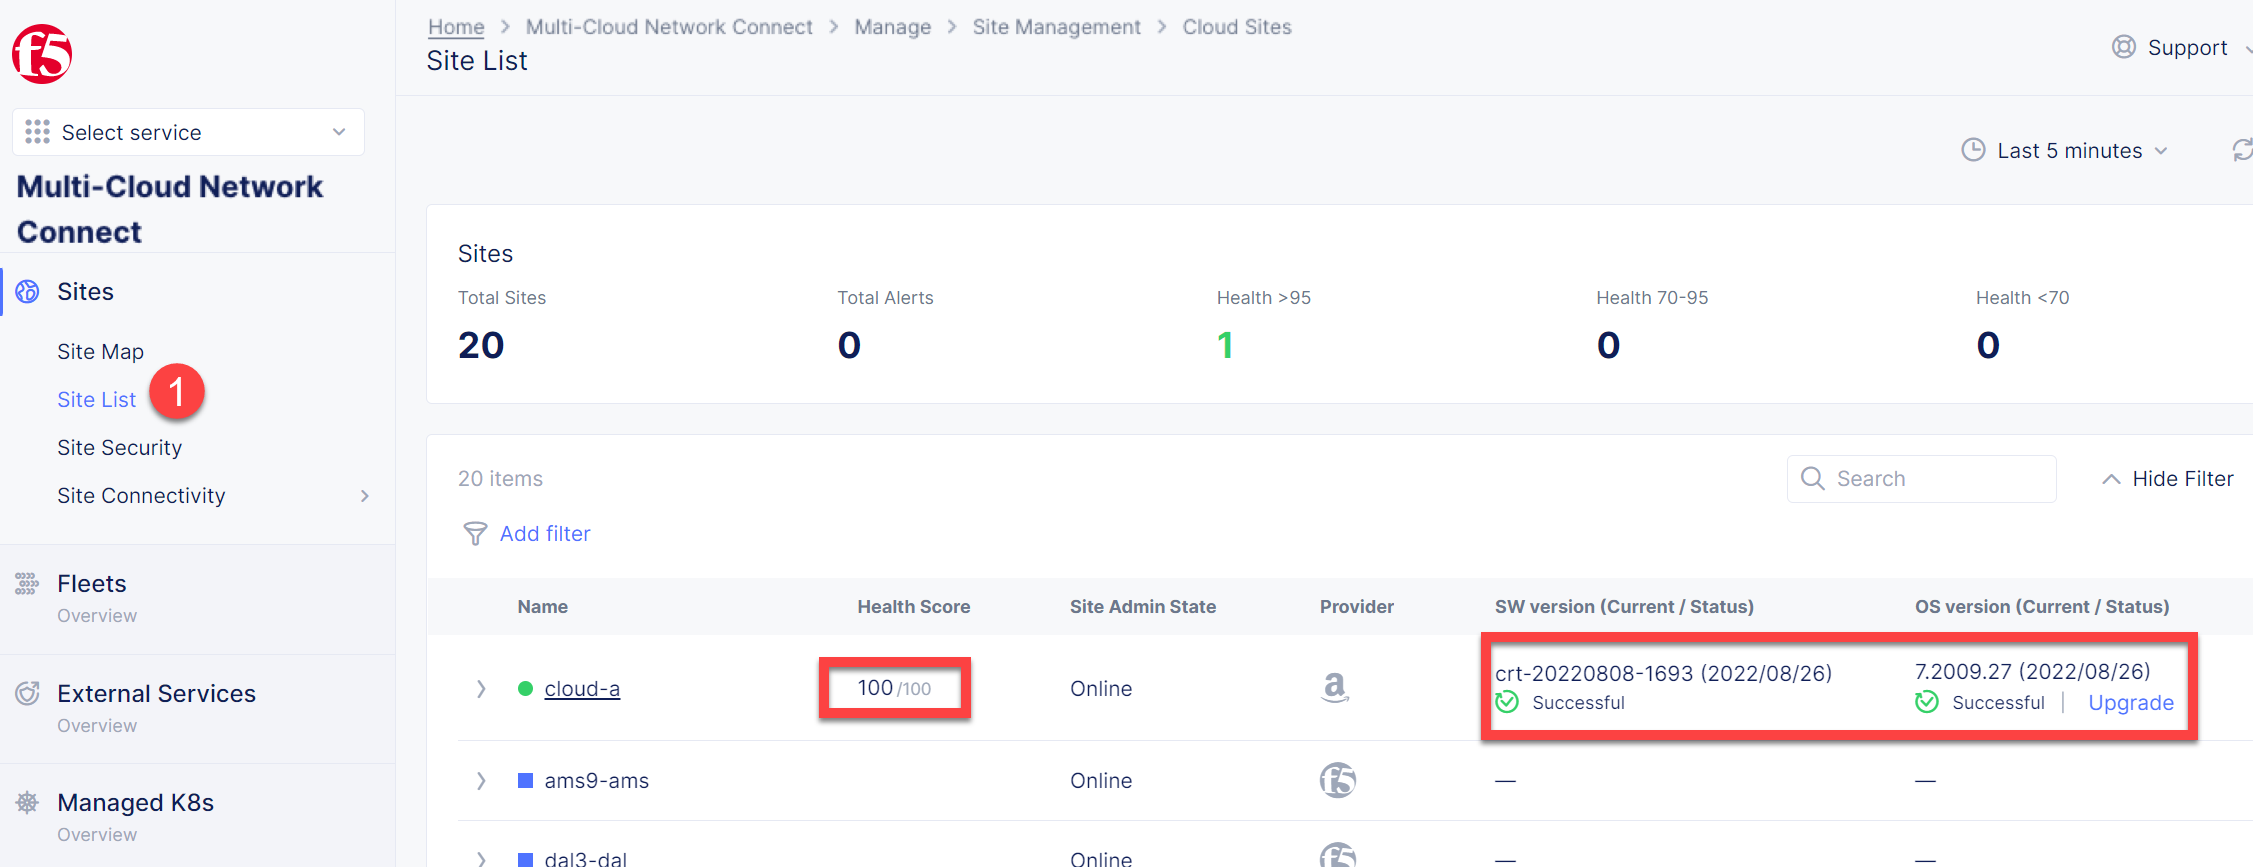 Home > Multi-Cloud Network Connect > Manage > Site Management > Cloud Sites
Site List
Support
f5
Select service
Multi-Cloud Network
Connect
Sites
Site Map
Site List
1
Site Security
Site Connectivity
Fleets
Overview
External Services
Overview
Managed K8s
Overview
Last 5 minutes
Sites
Total Sites Total Alerts Health >95 Health 70-95 Health <70
20 0 1 0 0
20 items
Search
Hide Filter
Add filter
Name Health Score Site Admin State Provider SW version (Current / Status) OS version (Current / Status)
cloud-a 100 /100 Online a crt-20220808-1693 (2022/08/26) 7.2009.27 (2022/08/26)
Successful Successful | Upgrade
ams9-ams Online f5 — —
dal3-dal Online f5 — —